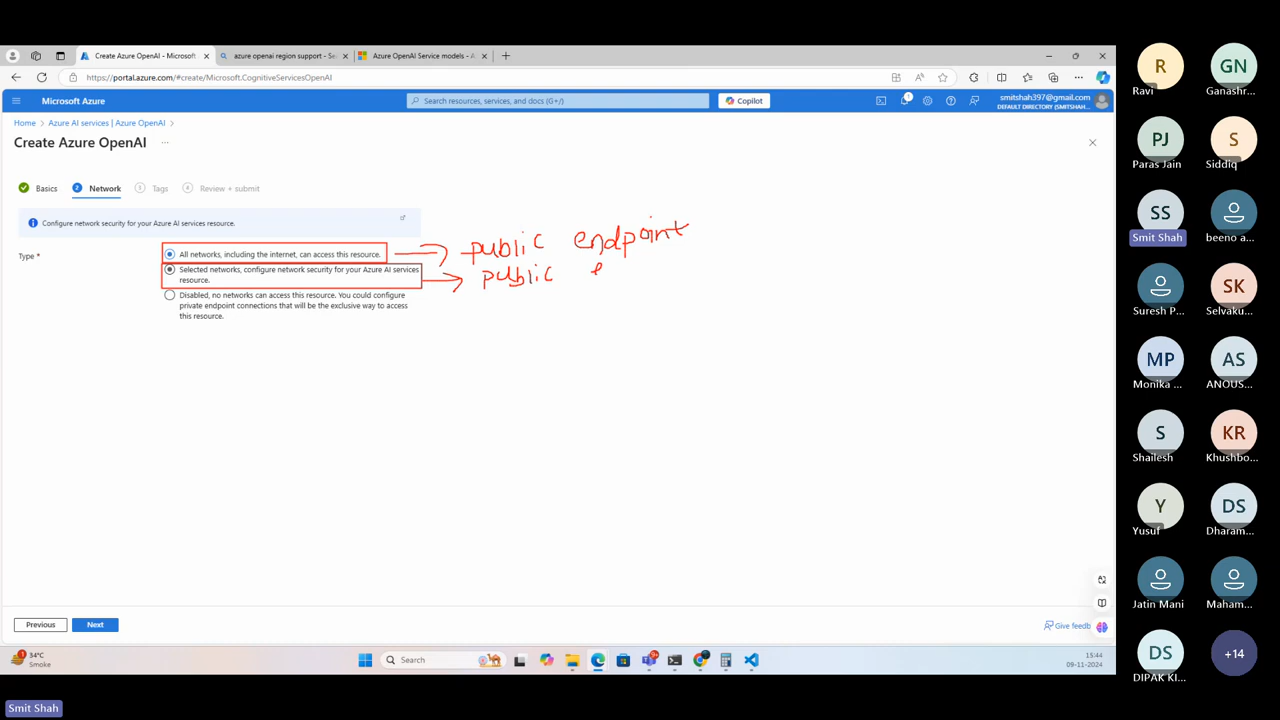 Create Azure OpenAI - Microsoft
azure openai region support - Se
Azure OpenAI Service models - A
https://portal.azure.com/#create/Microsoft.CognitiveServicesOpenAI
Microsoft Azure
Search resources, services, and docs (G+/)
Copilot
1
smitshah397@gmail.com
DEFAULT DIRECTORY (SMITSHAH...
Home > Azure AI services | Azure OpenAI >
Create Azure OpenAI ...
Basics
2 Network
3 Tags
4 Review + submit
Configure network security for your Azure AI services resource.
Type *
All networks, including the internet, can access this resource.
public endpoint
Selected networks, configure network security for your Azure AI services
resource.
public e
Disabled, no networks can access this resource. You could configure
private endpoint connections that will be the exclusive way to access
this resource.
Previous
Next
Give feedb
34°C
Smoke
Search
15:44
09-11-2024
Smit Shah
R
Ravi
GN
Ganashr...
PJ
Paras Jain
S
Siddiq
SS
Smit Shah
beeno a...
Suresh P...
SK
Selvaku...
MP
Monika ...
AS
ANOUS...
S
Shailesh
KR
Khushbo...
Y
Yusuf
DS
Dharam...
Jatin Mani
Maham...
DS
DIPAK KI...
+14